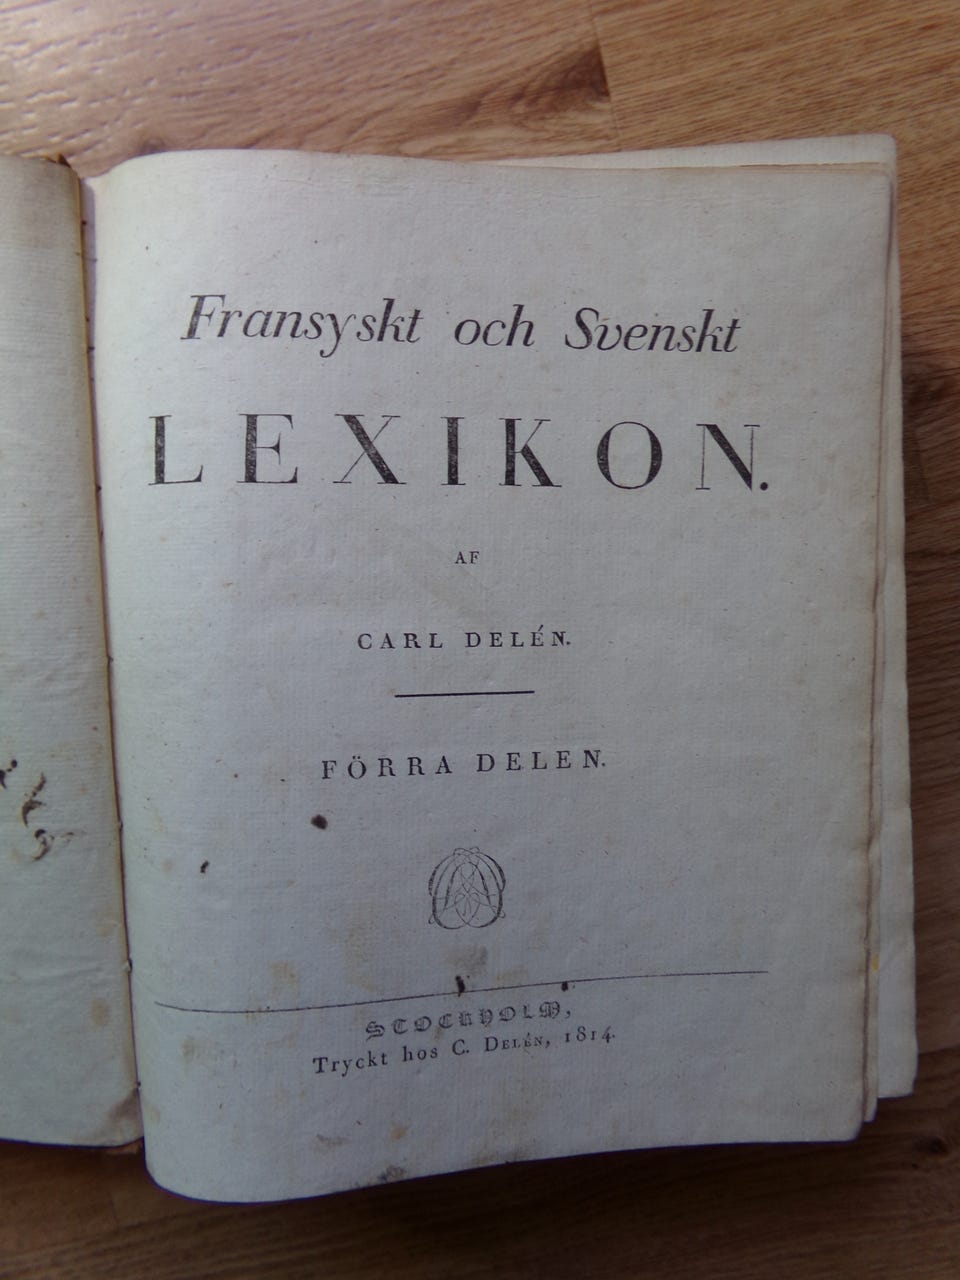 Fransyskt och Svenskt
LEXIKON.
AF
CARL DELÉN.
FÖRRA DELEN.
STOCKHOLM,
Tryckt hos C. DELÉN, 1814.